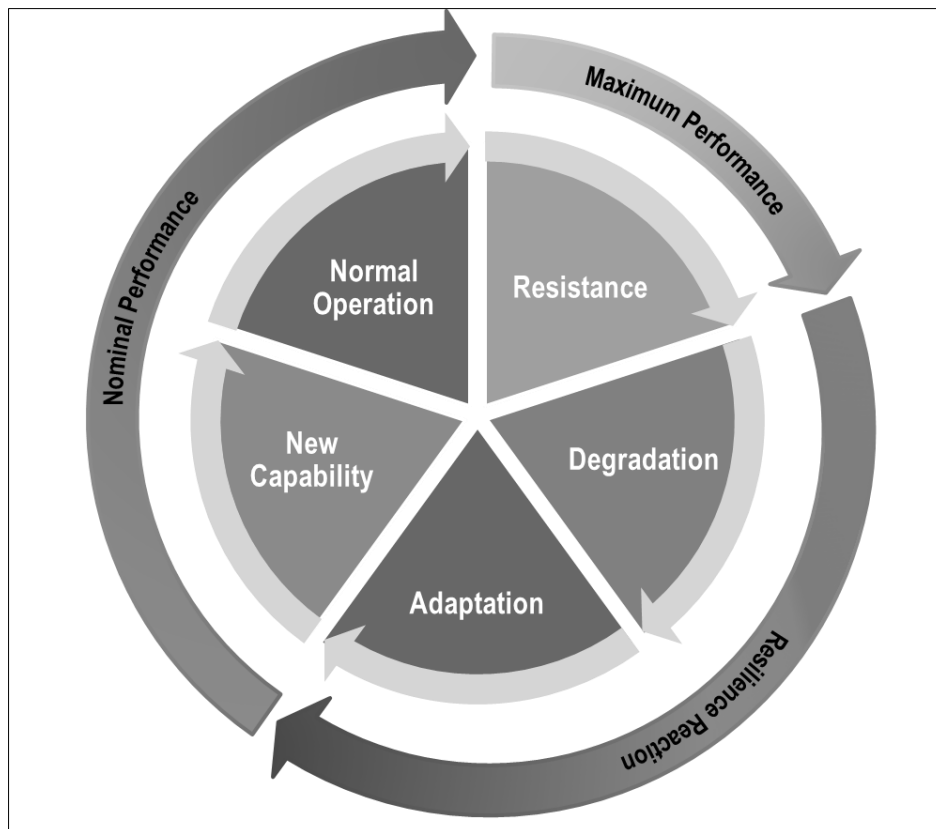 Maximum Performance
Nominal Performance
Normal
Operation
Resistance
New
Capability
Degradation
Adaptation
Resilience Reaction